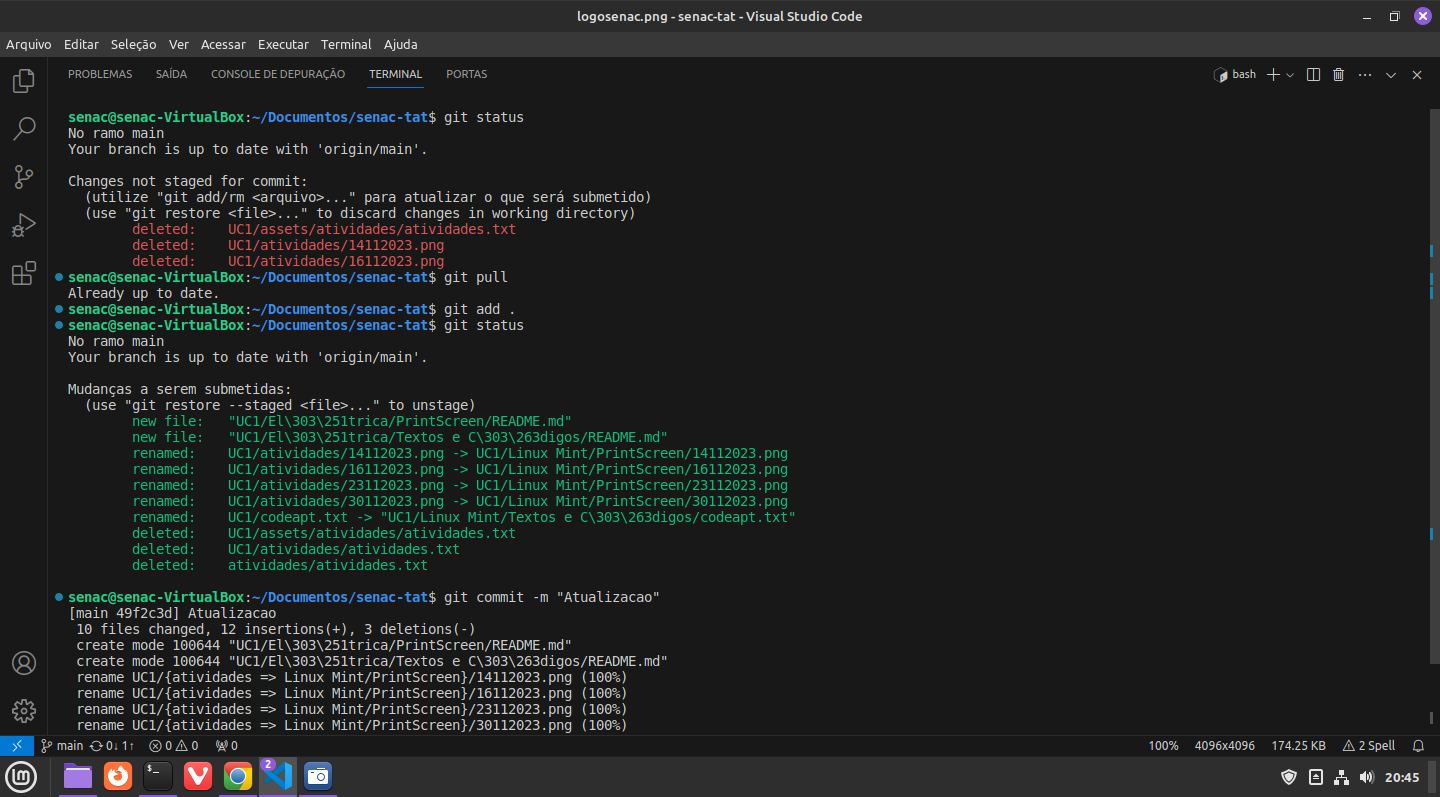 logosenac.png - senac-tat - Visual Studio Code
Arquivo Editar Seleção Ver Acessar Executar Terminal Ajuda
PROBLEMAS SAÍDA CONSOLE DE DEPURAÇÃO TERMINAL PORTAS
bash
senac@senac-VirtualBox:~/Documentos/senac-tat$ git status
No ramo main
Your branch is up to date with 'origin/main'.
Changes not staged for commit:
(utilize "git add/rm <arquivo>..." para atualizar o que será submetido)
(use "git restore <file>..." to discard changes in working directory)
deleted: UC1/assets/atividades/atividades.txt
deleted: UC1/atividades/14112023.png
deleted: UC1/atividades/16112023.png
senac@senac-VirtualBox:~/Documentos/senac-tat$ git pull
Already up to date.
senac@senac-VirtualBox:~/Documentos/senac-tat$ git add .
senac@senac-VirtualBox:~/Documentos/senac-tat$ git status
No ramo main
Your branch is up to date with 'origin/main'.
Mudanças a serem submetidas:
(use "git restore --staged <file>..." to unstage)
new file: "UC1/El\303\251trica/PrintScreen/README.md"
new file: "UC1/El\303\251trica/Textos e C\303\263digos/README.md"
renamed: UC1/atividades/14112023.png -> UC1/Linux Mint/PrintScreen/14112023.png
renamed: UC1/atividades/16112023.png -> UC1/Linux Mint/PrintScreen/16112023.png
renamed: UC1/atividades/23112023.png -> UC1/Linux Mint/PrintScreen/23112023.png
renamed: UC1/atividades/30112023.png -> UC1/Linux Mint/PrintScreen/30112023.png
renamed: UC1/codeapt.txt -> "UC1/Linux Mint/Textos e C\303\263digos/codeapt.txt"
deleted: UC1/assets/atividades/atividades.txt
deleted: UC1/atividades/atividades.txt
deleted: atividades/atividades.txt
senac@senac-VirtualBox:~/Documentos/senac-tat$ git commit -m "Atualizacao"
[main 49f2c3d] Atualizacao
10 files changed, 12 insertions(+), 3 deletions(-)
create mode 100644 "UC1/El\303\251trica/PrintScreen/README.md"
create mode 100644 "UC1/El\303\251trica/Textos e C\303\263digos/README.md"
rename UC1/{atividades => Linux Mint/PrintScreen}/14112023.png (100%)
rename UC1/{atividades => Linux Mint/PrintScreen}/16112023.png (100%)
rename UC1/{atividades => Linux Mint/PrintScreen}/23112023.png (100%)
rename UC1/{atividades => Linux Mint/PrintScreen}/30112023.png (100%)
main 0↓ 1↑ 0 0 0 100% 4096x4096 174.25 KB 2 Spell
2
20:45